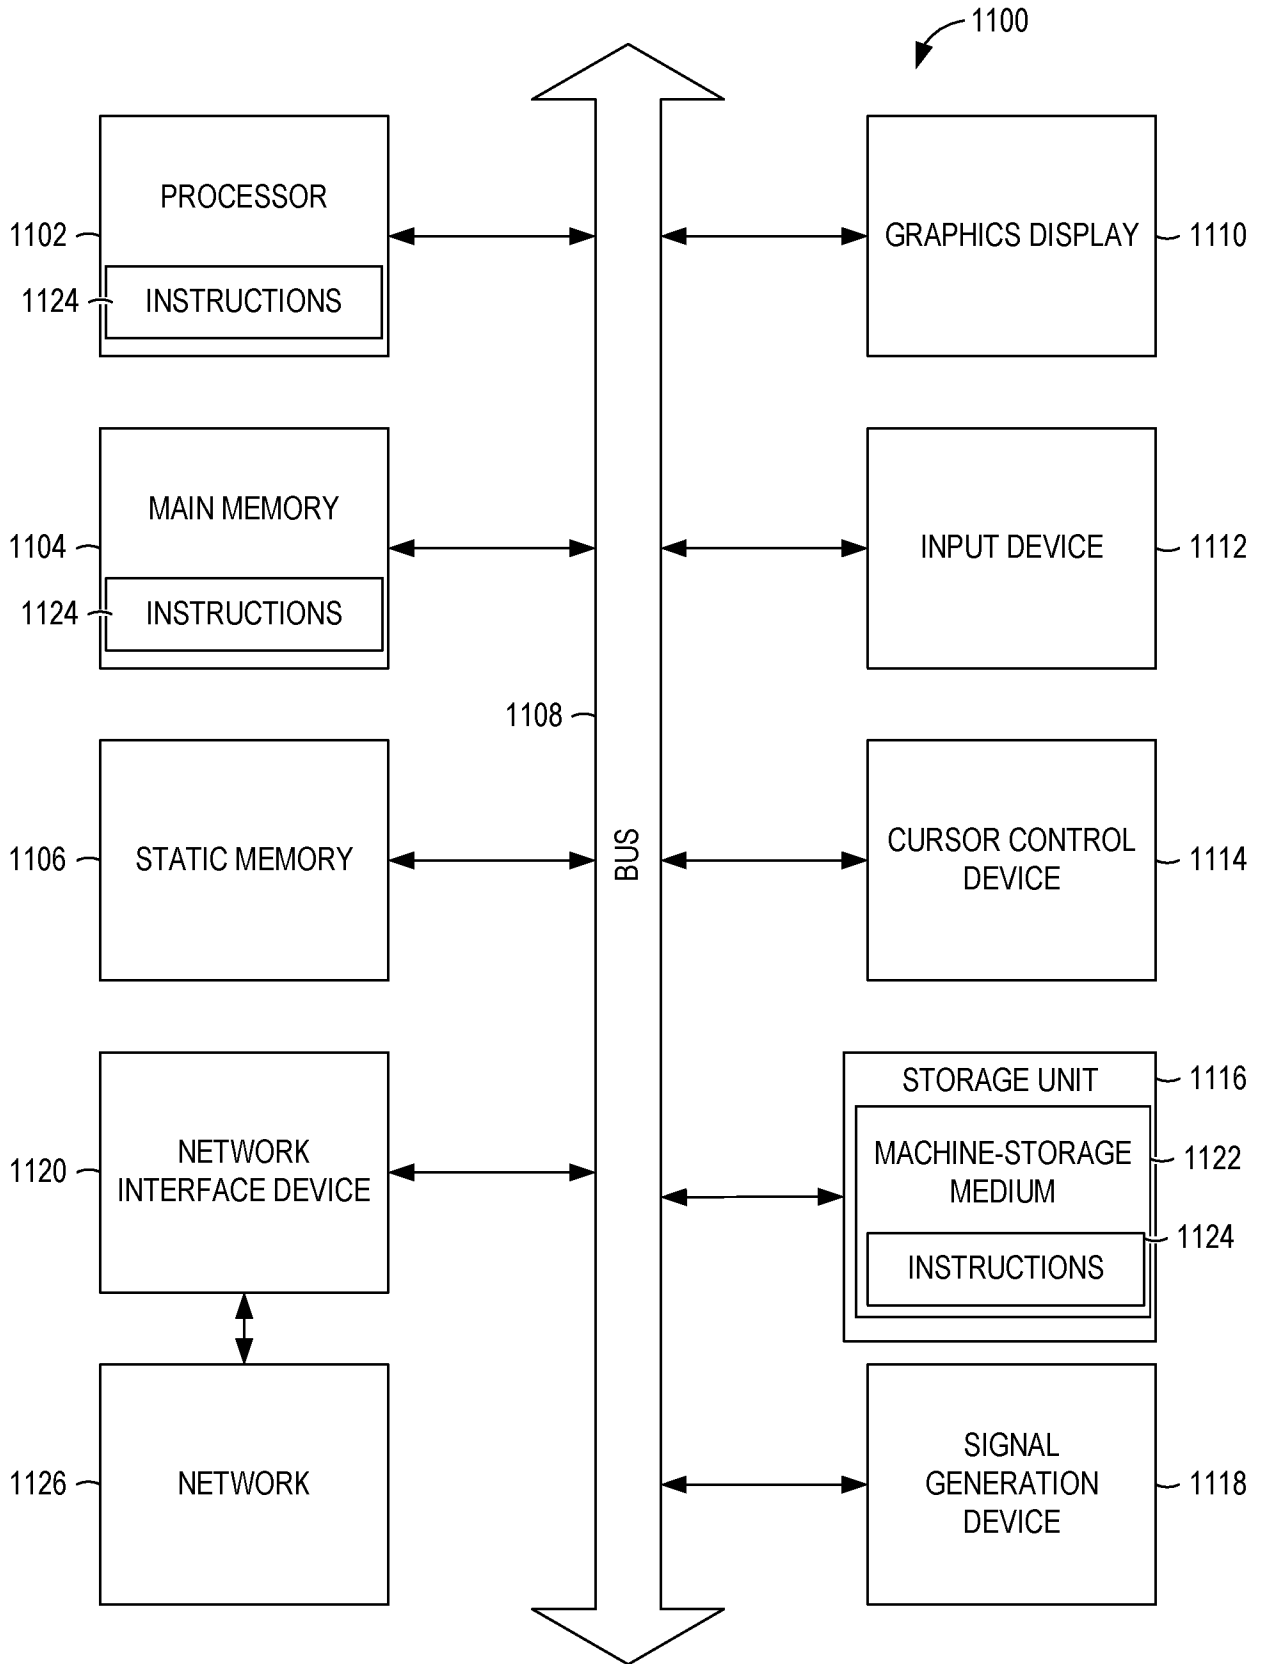 1100
PROCESSOR
1102
1124
INSTRUCTIONS
MAIN MEMORY
1104
1124
INSTRUCTIONS
1106
STATIC MEMORY
1120
NETWORK
INTERFACE DEVICE
1126
NETWORK
1108
BUS
GRAPHICS DISPLAY
1110
INPUT DEVICE
1112
CURSOR CONTROL
DEVICE
1114
STORAGE UNIT
1116
MACHINE-STORAGE
MEDIUM
1122
1124
INSTRUCTIONS
SIGNAL
GENERATION
DEVICE
1118